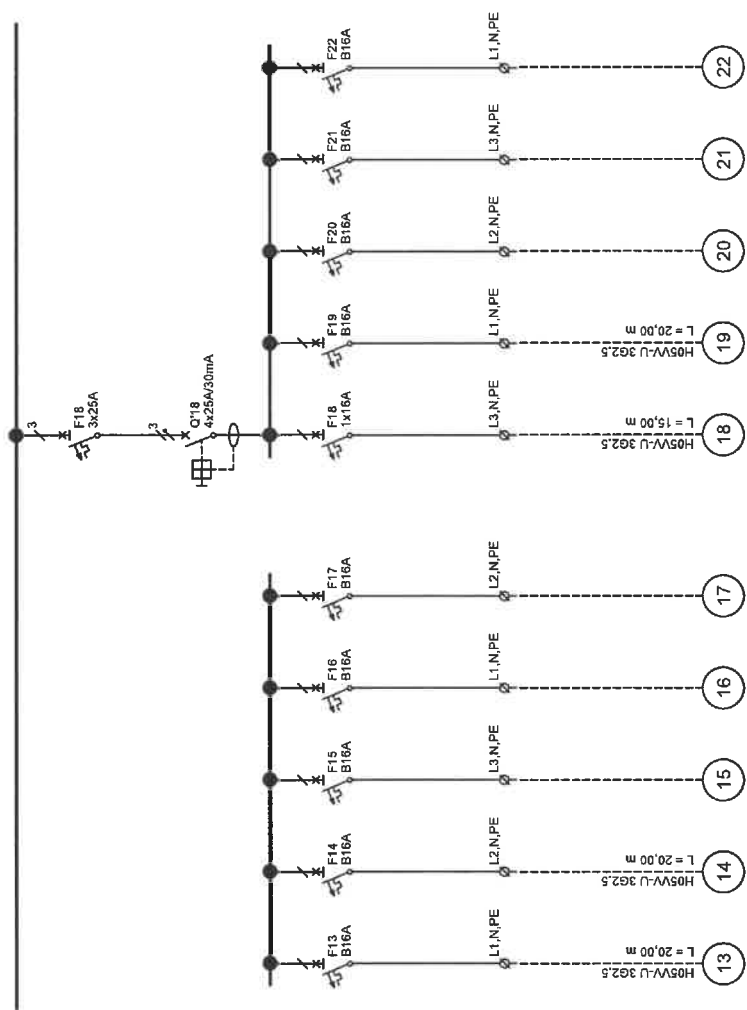 3
F18
3x25A
3
Q'18
4x25A/30mA
F13
B16A
F14
B16A
F15
B16A
F16
B16A
F17
B16A
F18
1x16A
F19
B16A
F20
B16A
F21
B16A
F22
B16A
L1,N,PE
L2,N,PE
L3,N,PE
L1,N,PE
L2,N,PE
L3,N,PE
L1,N,PE
L2,N,PE
L3,N,PE
L1,N,PE
H05VV-U 3G2.5
L = 20,00 m
H05VV-U 3G2.5
L = 20,00 m
H05VV-U 3G2.5
L = 15,00 m
H05VV-U 3G2.5
L = 20,00 m
13
14
15
16
17
18
19
20
21
22